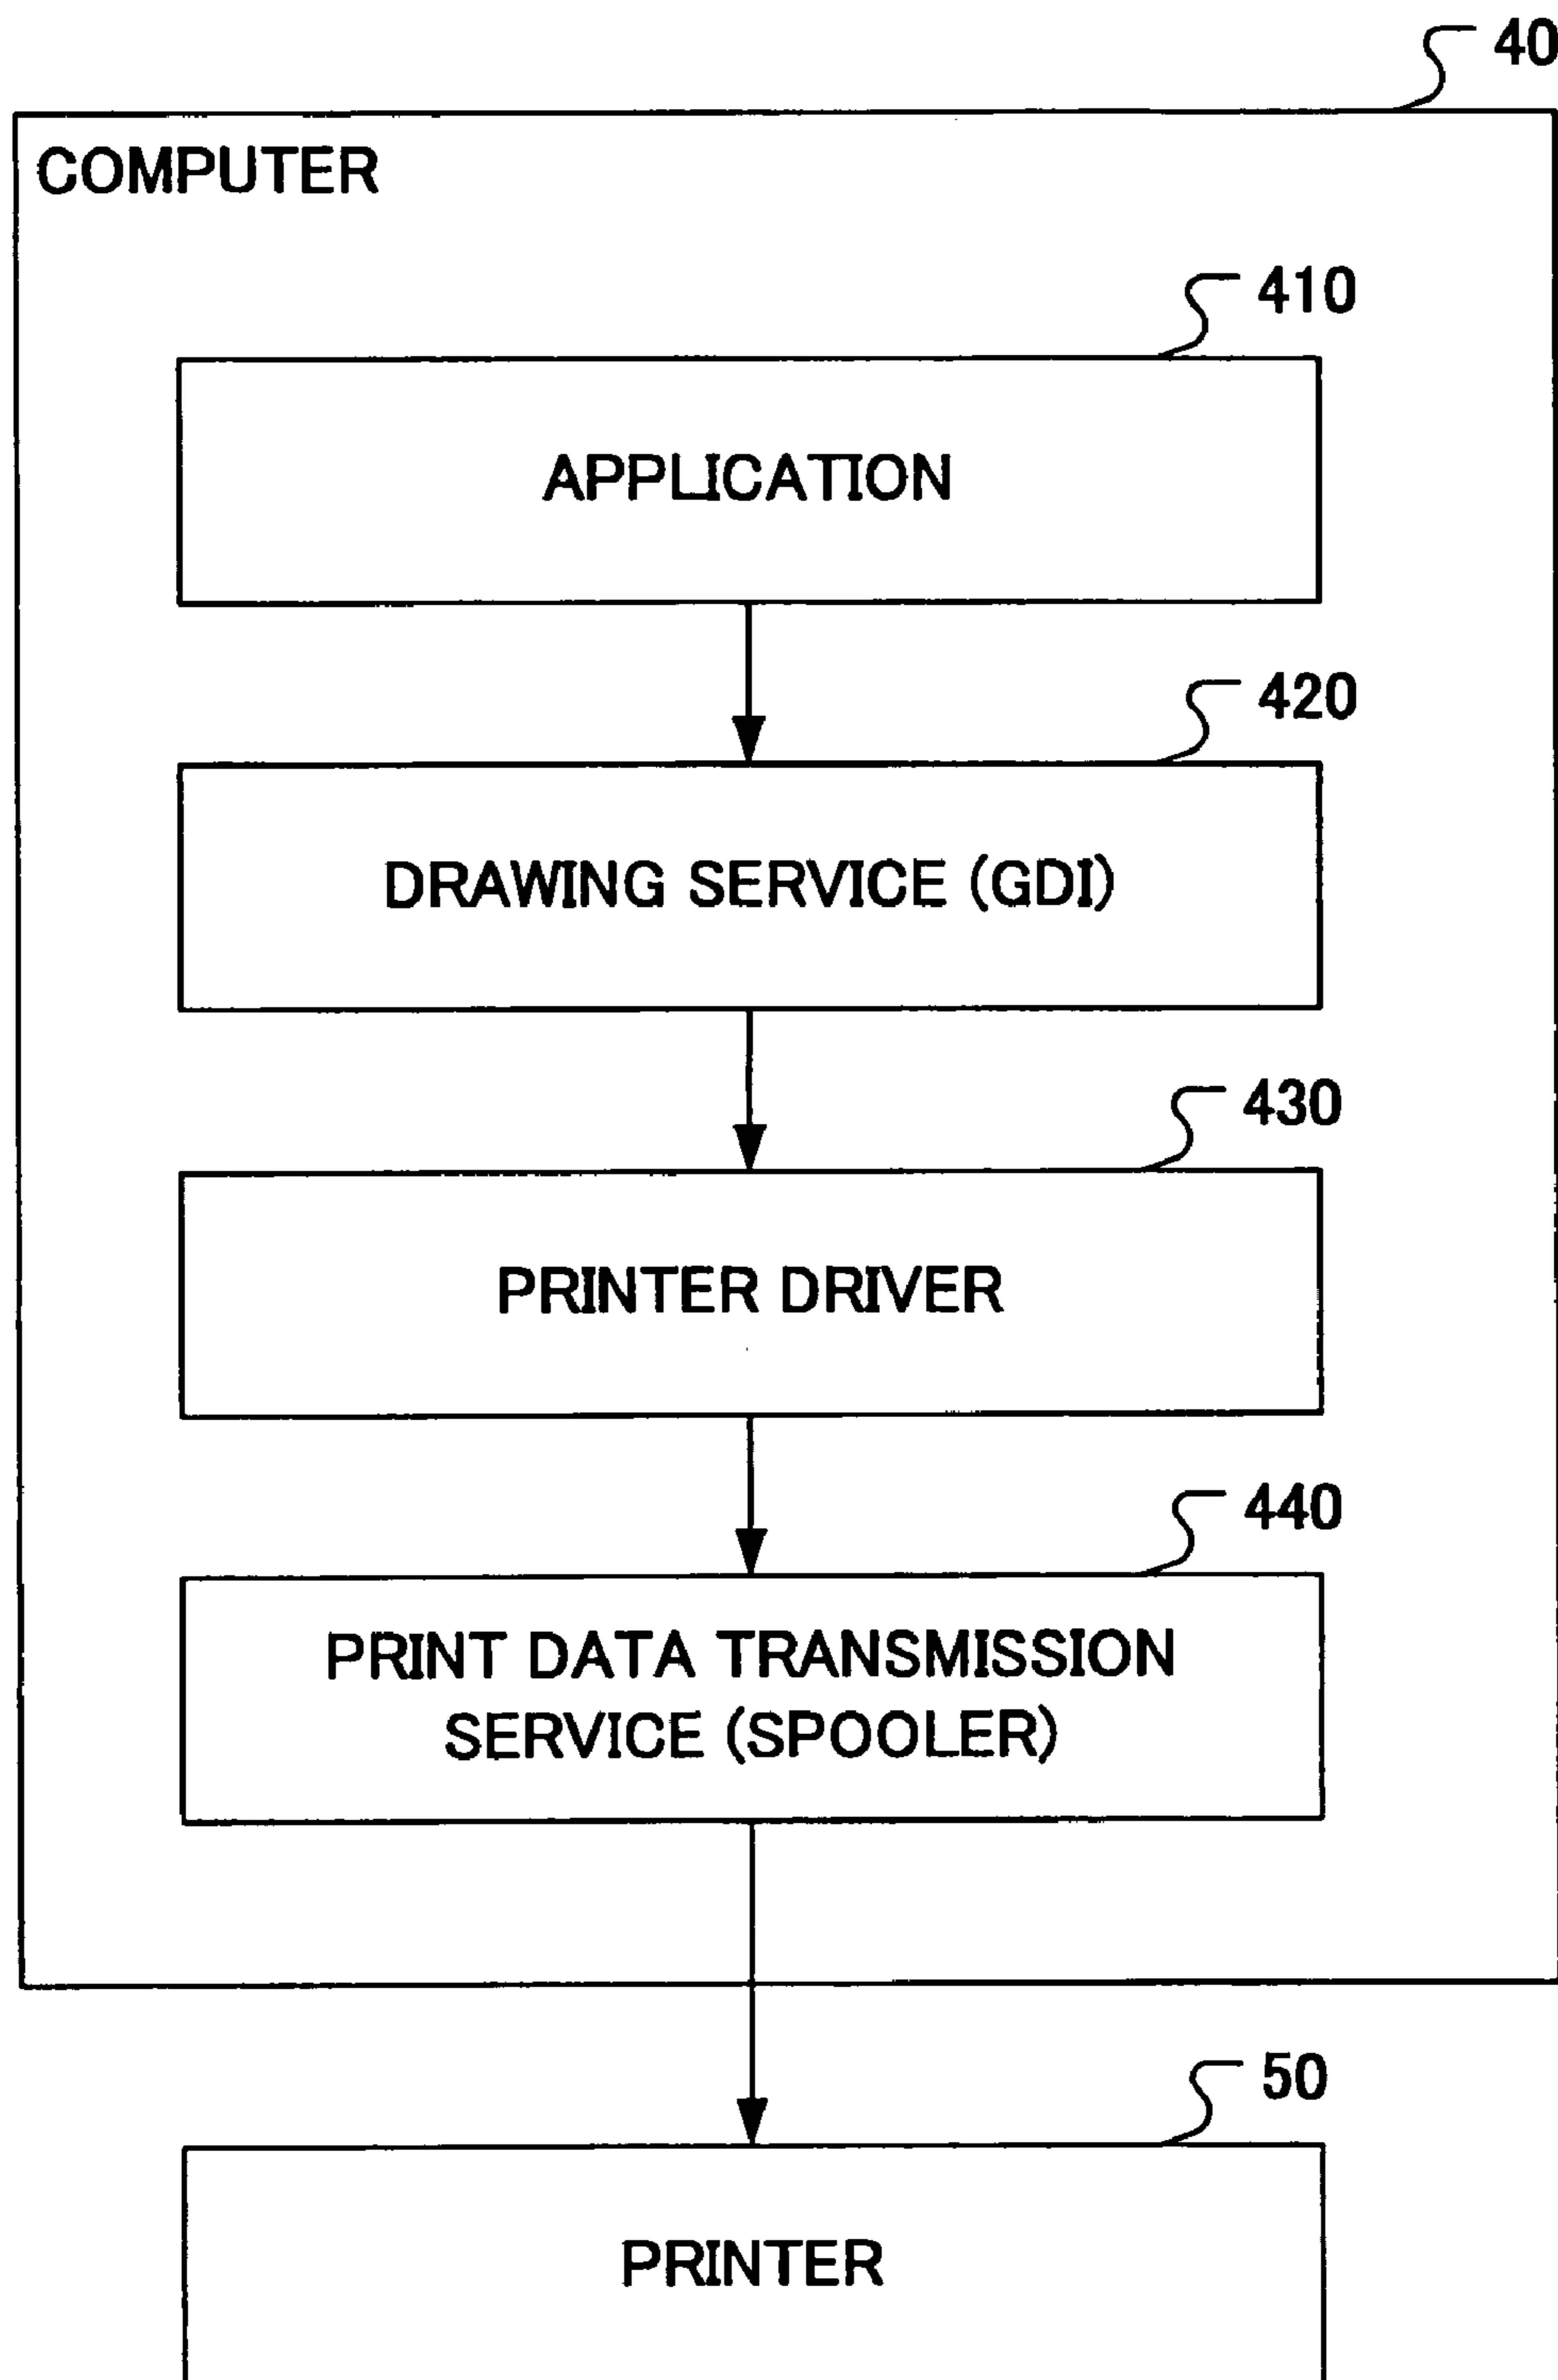 40
COMPUTER
410
APPLICATION
420
DRAWING SERVICE (GDI)
430
PRINTER DRIVER
440
PRINT DATA TRANSMISSION
SERVICE (SPOOLER)
50
PRINTER